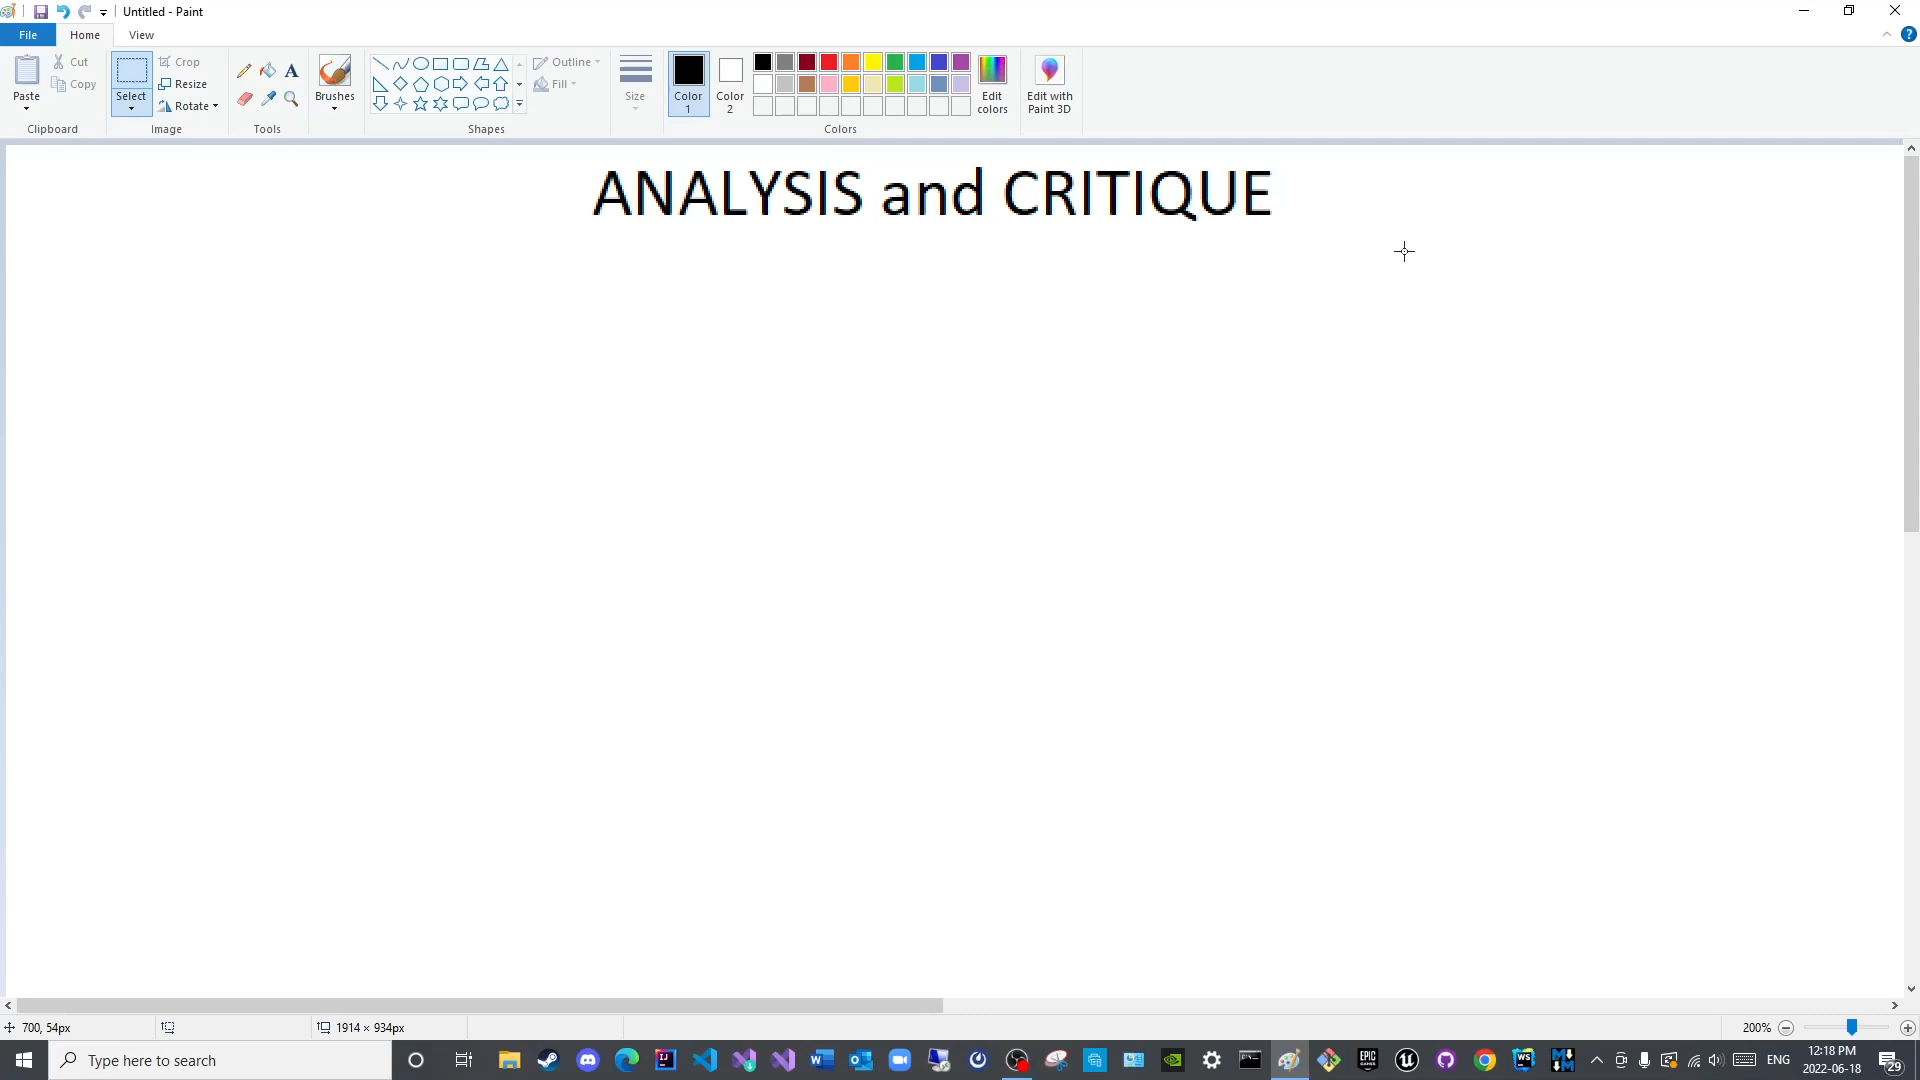 Untitled - Paint
File Home View
Paste
Cut
Copy
Clipboard
Select
Crop
Resize
Rotate
Image
Tools
Brushes
Shapes
Outline
Fill
Size
Color 1
Color 2
Colors
Edit colors
Edit with Paint 3D
ANALYSIS and CRITIQUE
700, 54px
1914 × 934px
200%
Type here to search
ENG
12:18 PM
2022-06-18
29